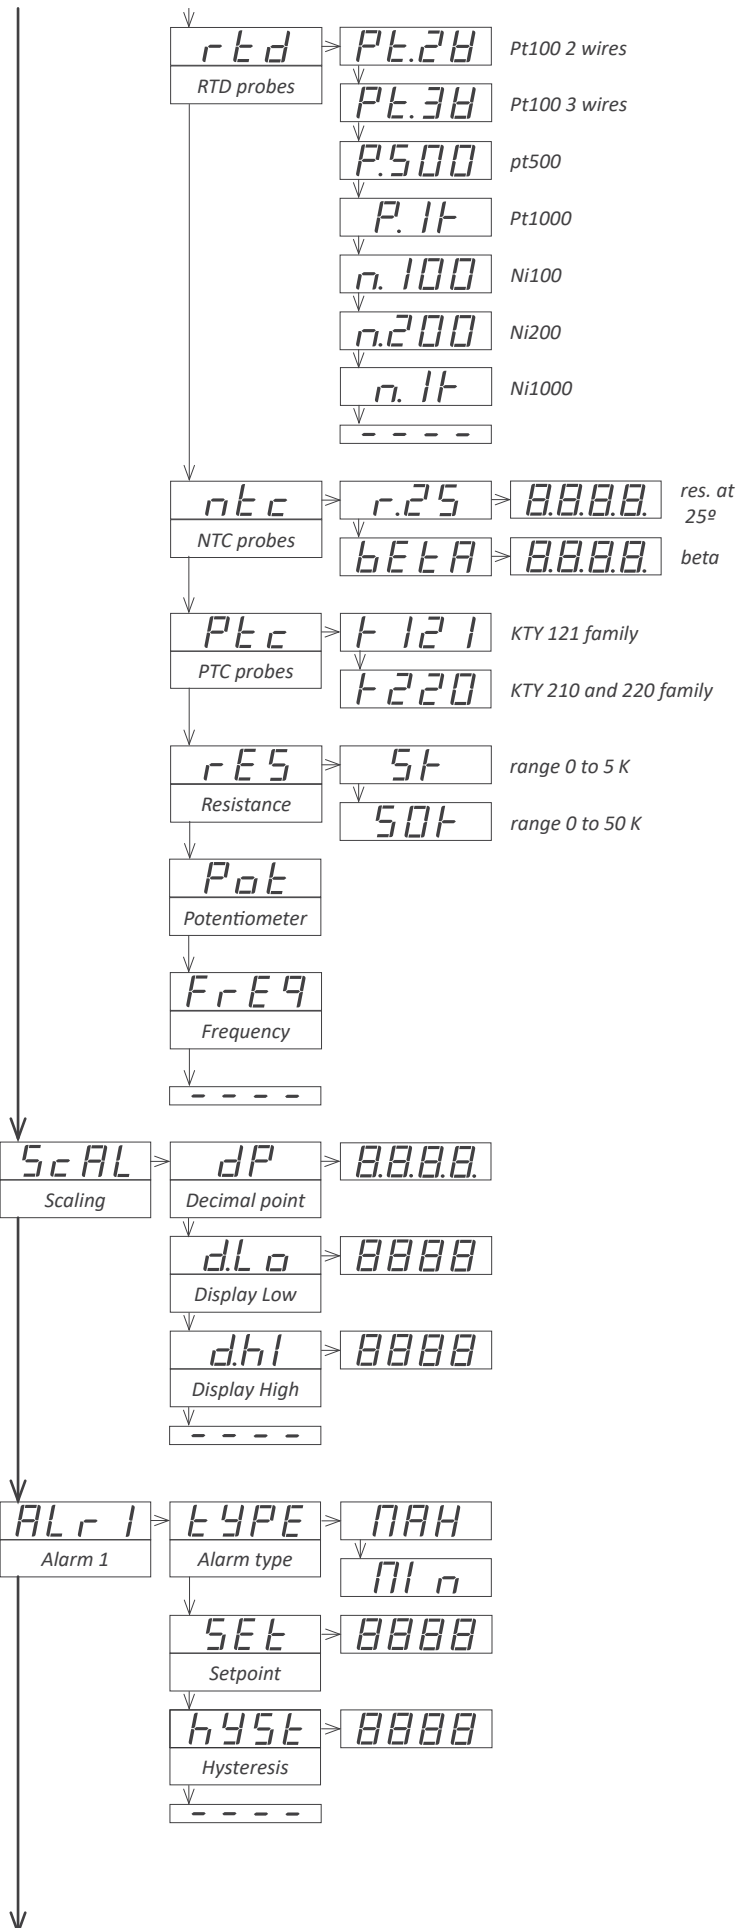 rtd Pt.2W Pt100 2 wires
RTD probes
Pt.3W Pt100 3 wires
P.500 pt500
P. 1k Pt1000
n. 100 Ni100
n.200 Ni200
n. 1k Ni1000
- - - -
ntc r.25 8.8.8.8. res. at
25º
NTC probes
bEtA 8.8.8.8. beta
Ptc k121 KTY 121 family
PTC probes
k220 KTY 210 and 220 family
rES 5k range 0 to 5 K
Resistance
50k range 0 to 50 K
Pot
Potentiometer
FrEq
Frequency
- - - -
ScAL dP 8.8.8.8.
Scaling Decimal point
d.Lo 8888
Display Low
d.hI 8888
Display High
- - - -
ALr 1 tYPE MAX
Alarm 1 Alarm type
MIn
SEt 8888
Setpoint
hYSt 8888
Hysteresis
- - - -